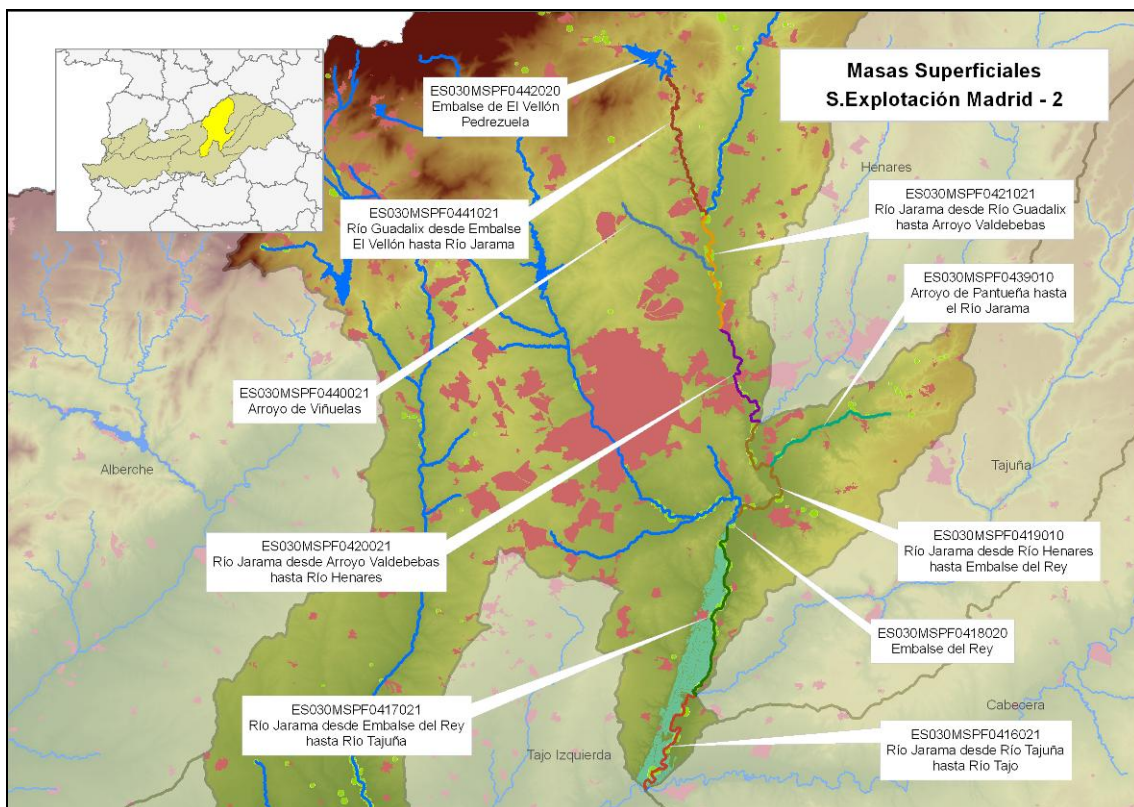 Masas Superficiales
S.Explotación Madrid - 2
ES030MSPF0442020
Embalse de El Vellón
Pedrezuela
Henares
ES030MSPF0441021
Río Guadalix desde Embalse
El Vellón hasta Río Jarama
ES030MSPF0421021
Río Jarama desde Río Guadalix
hasta Arroyo Valdebebas
ES030MSPF0439010
Arroyo de Pantueña hasta
el Río Jarama
ES030MSPF0440021
Arroyo de Viñuelas
Alberche
Tajuña
ES030MSPF0420021
Río Jarama desde Arroyo Valdebebas
hasta Río Henares
ES030MSPF0419010
Río Jarama desde Río Henares
hasta Embalse del Rey
ES030MSPF0418020
Embalse del Rey
ES030MSPF0417021
Río Jarama desde Embalse del Rey
hasta Río Tajuña
Cabecera
Tajo Izquierda
ES030MSPF0416021
Río Jarama desde Río Tajuña
hasta Río Tajo